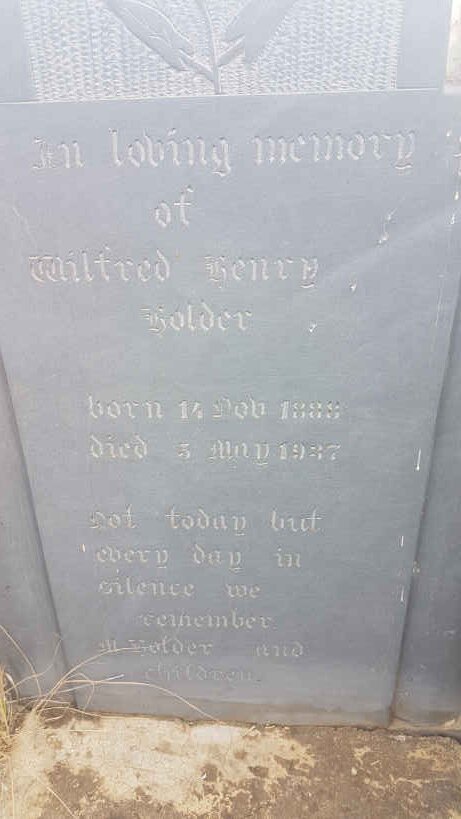 In loving memory
of
Wilfred Henry
Holder
born 14 Nov 1888
died 3 May 1937
Not today but
every day in
silence we
remember
M Holder and
children.